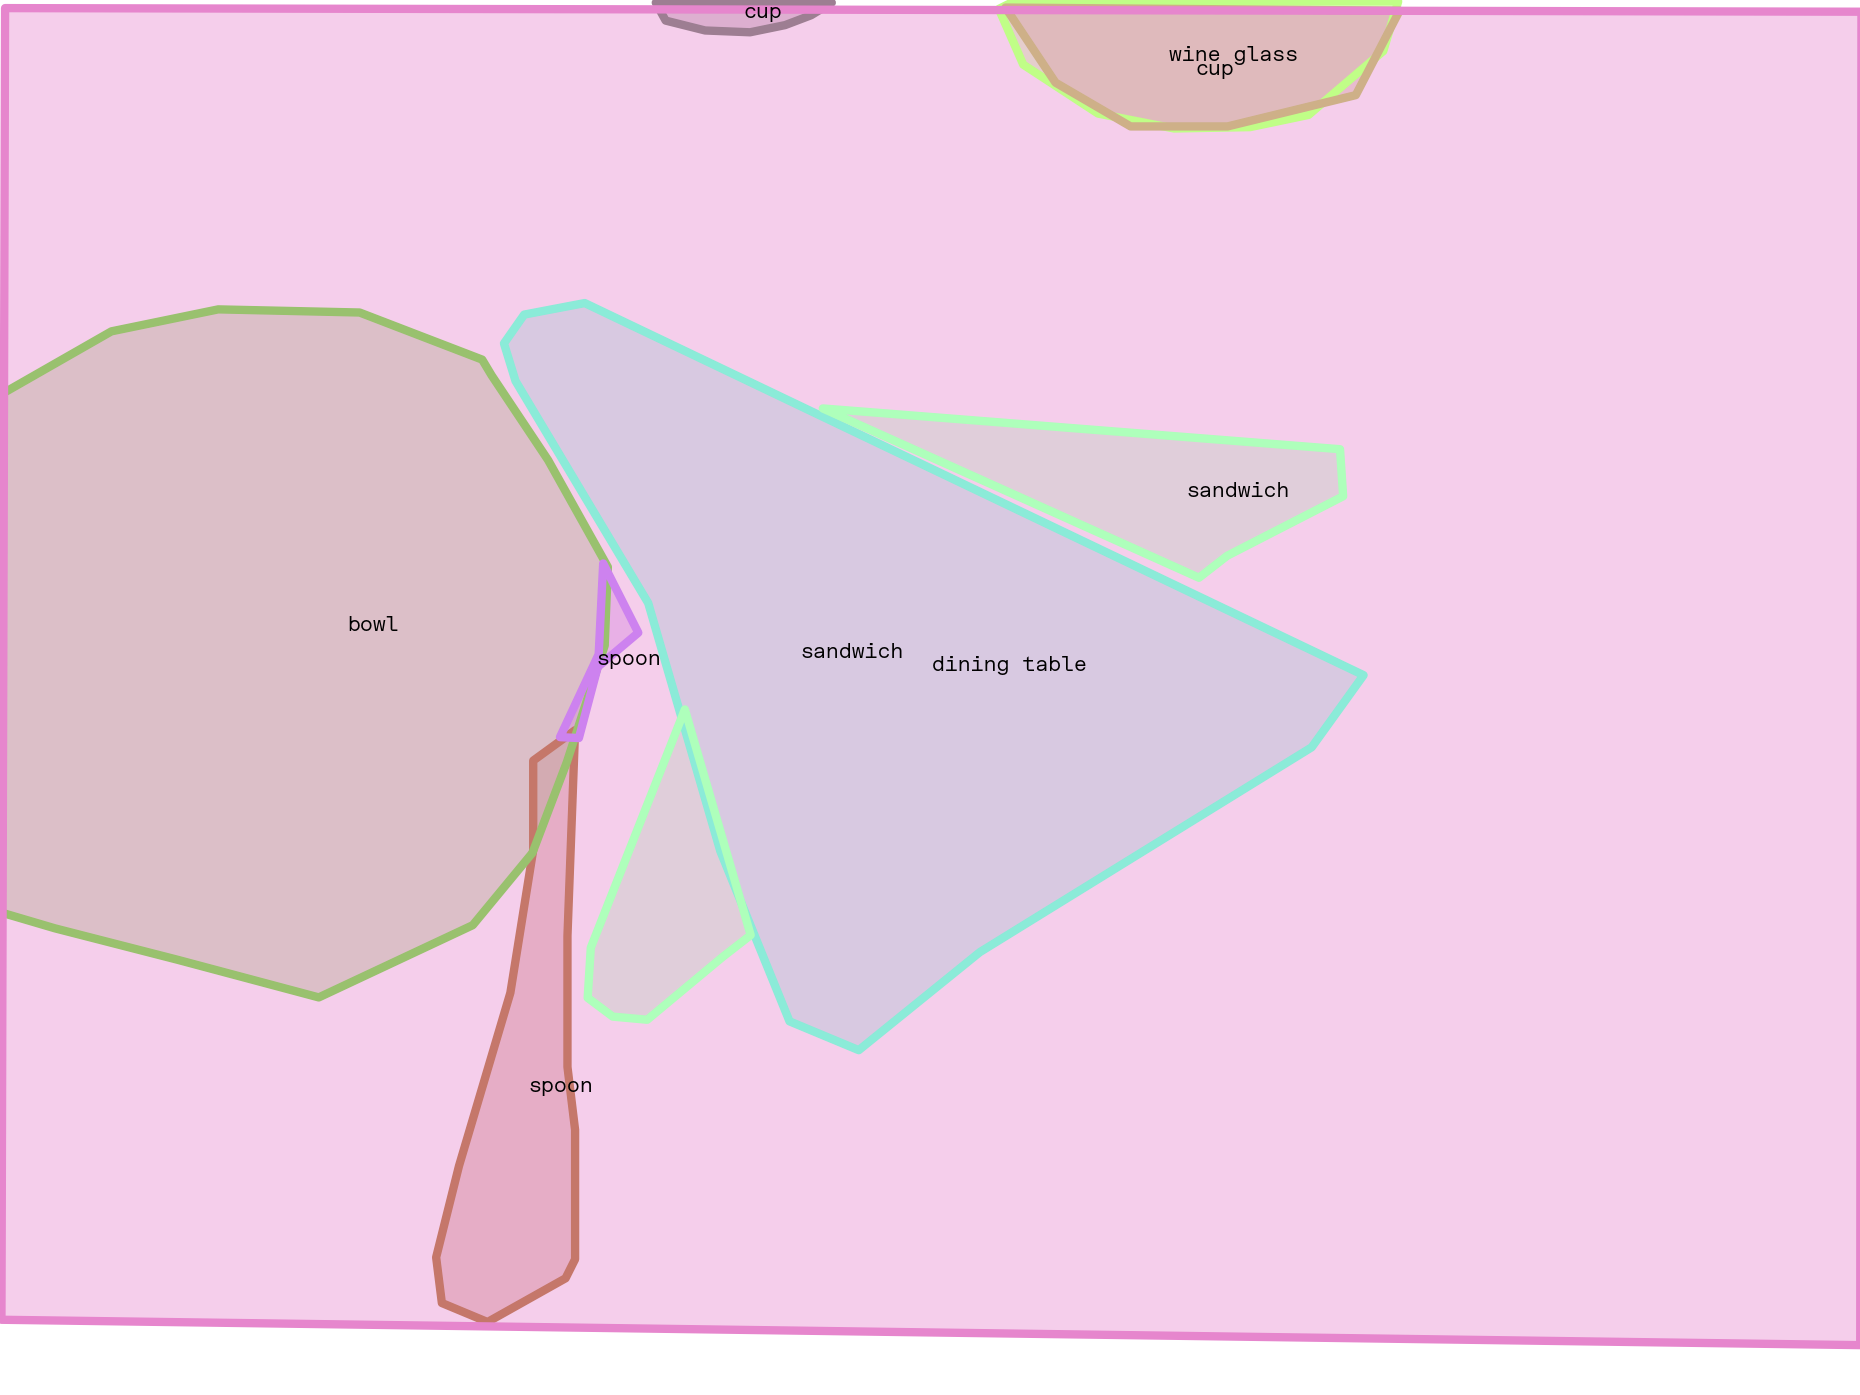 cup
wine glass
cup
sandwich
bowl
sandwich
spoon
dining table
spoon